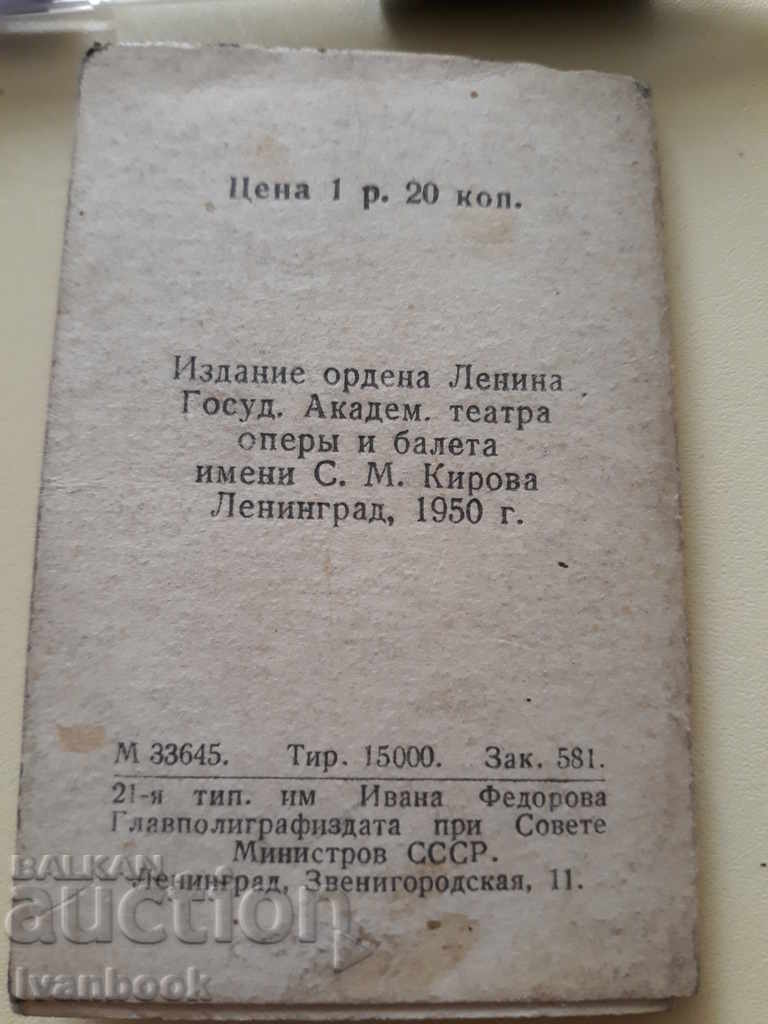 Цена 1 р. 20 коп.
Издание ордена Ленина
Госуд. Академ. театра
оперы и балета
имени С. М. Кирова
Ленинград, 1950 г.
М 33645. Тир. 15000. Зак. 581.
21-я тип. им Ивана Федорова
Главполиграфиздата при Совете
Министров СССР.
Ленинград, Звенигородская, 11.
BALKAN
auction
Ivanbook